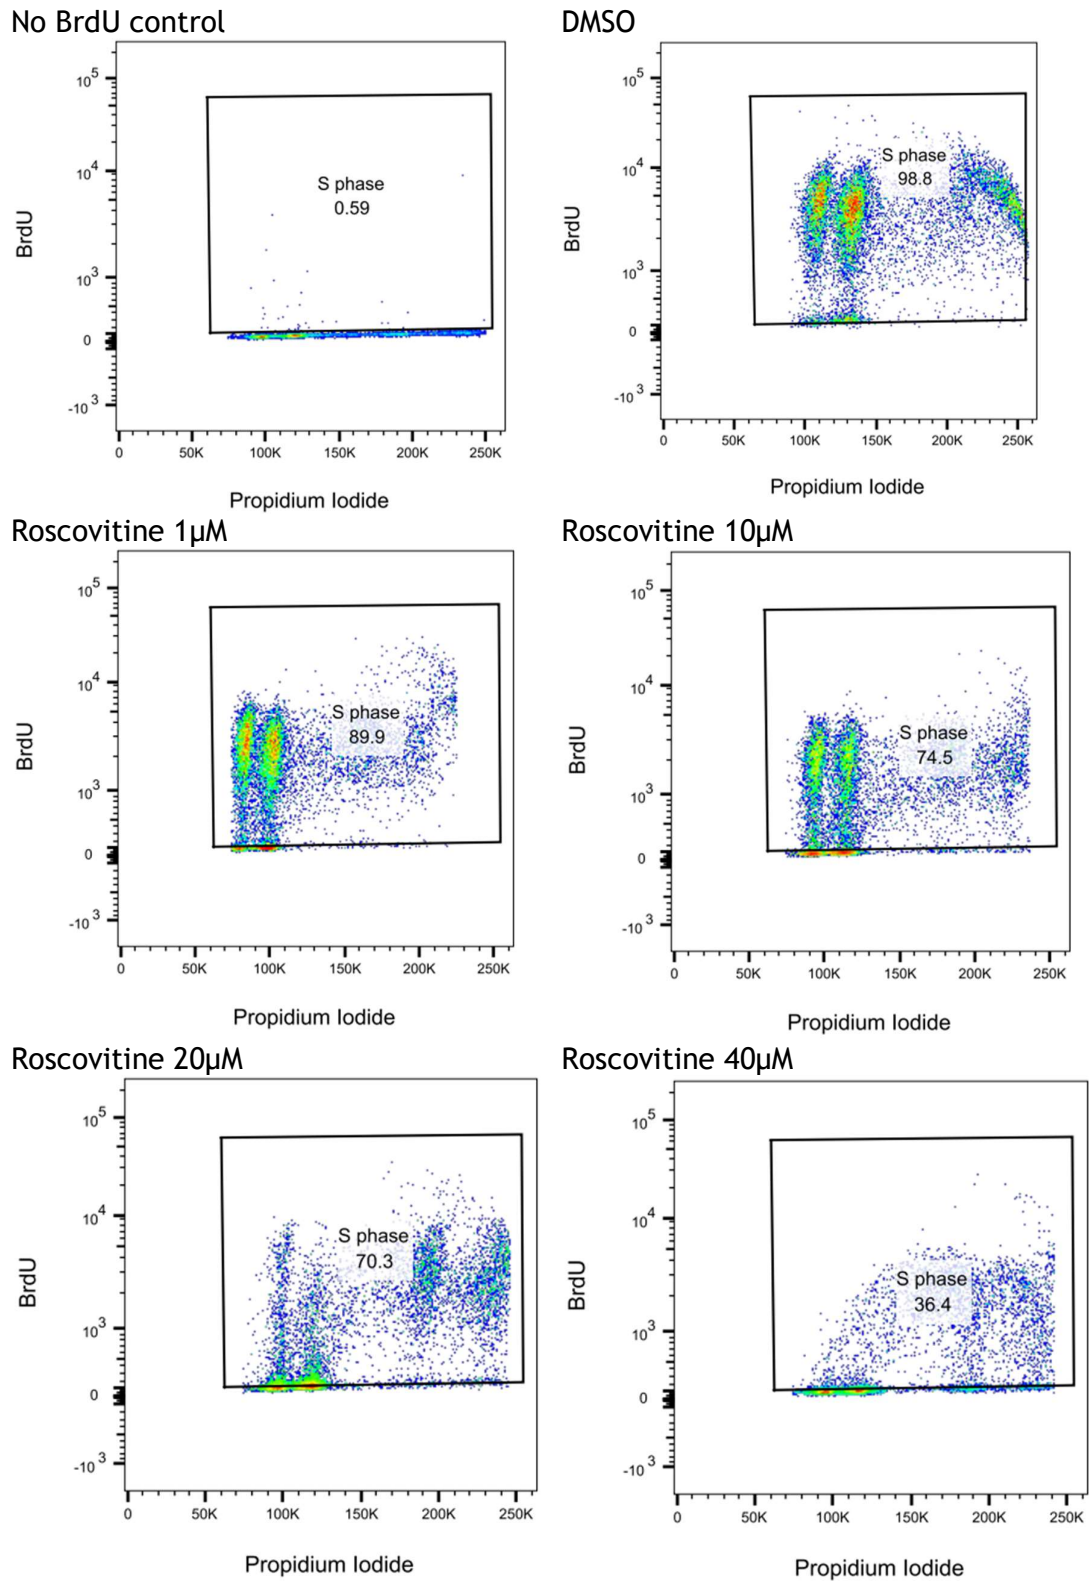 No BrdU control
DMSO
10^5
10^4
10^3
0
-10^3
BrdU
S phase
0.59
0 50K 100K 150K 200K 250K
Propidium Iodide
10^5
10^4
10^3
0
-10^3
BrdU
S phase
98.8
0 50K 100K 150K 200K 250K
Propidium Iodide
Roscovitine 1µM
Roscovitine 10µM
10^5
10^4
10^3
0
-10^3
BrdU
S phase
89.9
0 50K 100K 150K 200K 250K
Propidium Iodide
10^5
10^4
10^3
0
-10^3
BrdU
S phase
74.5
0 50K 100K 150K 200K 250K
Propidium Iodide
Roscovitine 20µM
Roscovitine 40µM
10^5
10^4
10^3
0
-10^3
BrdU
S phase
70.3
0 50K 100K 150K 200K 250K
Propidium Iodide
10^5
10^4
10^3
0
-10^3
BrdU
S phase
36.4
0 50K 100K 150K 200K 250K
Propidium Iodide